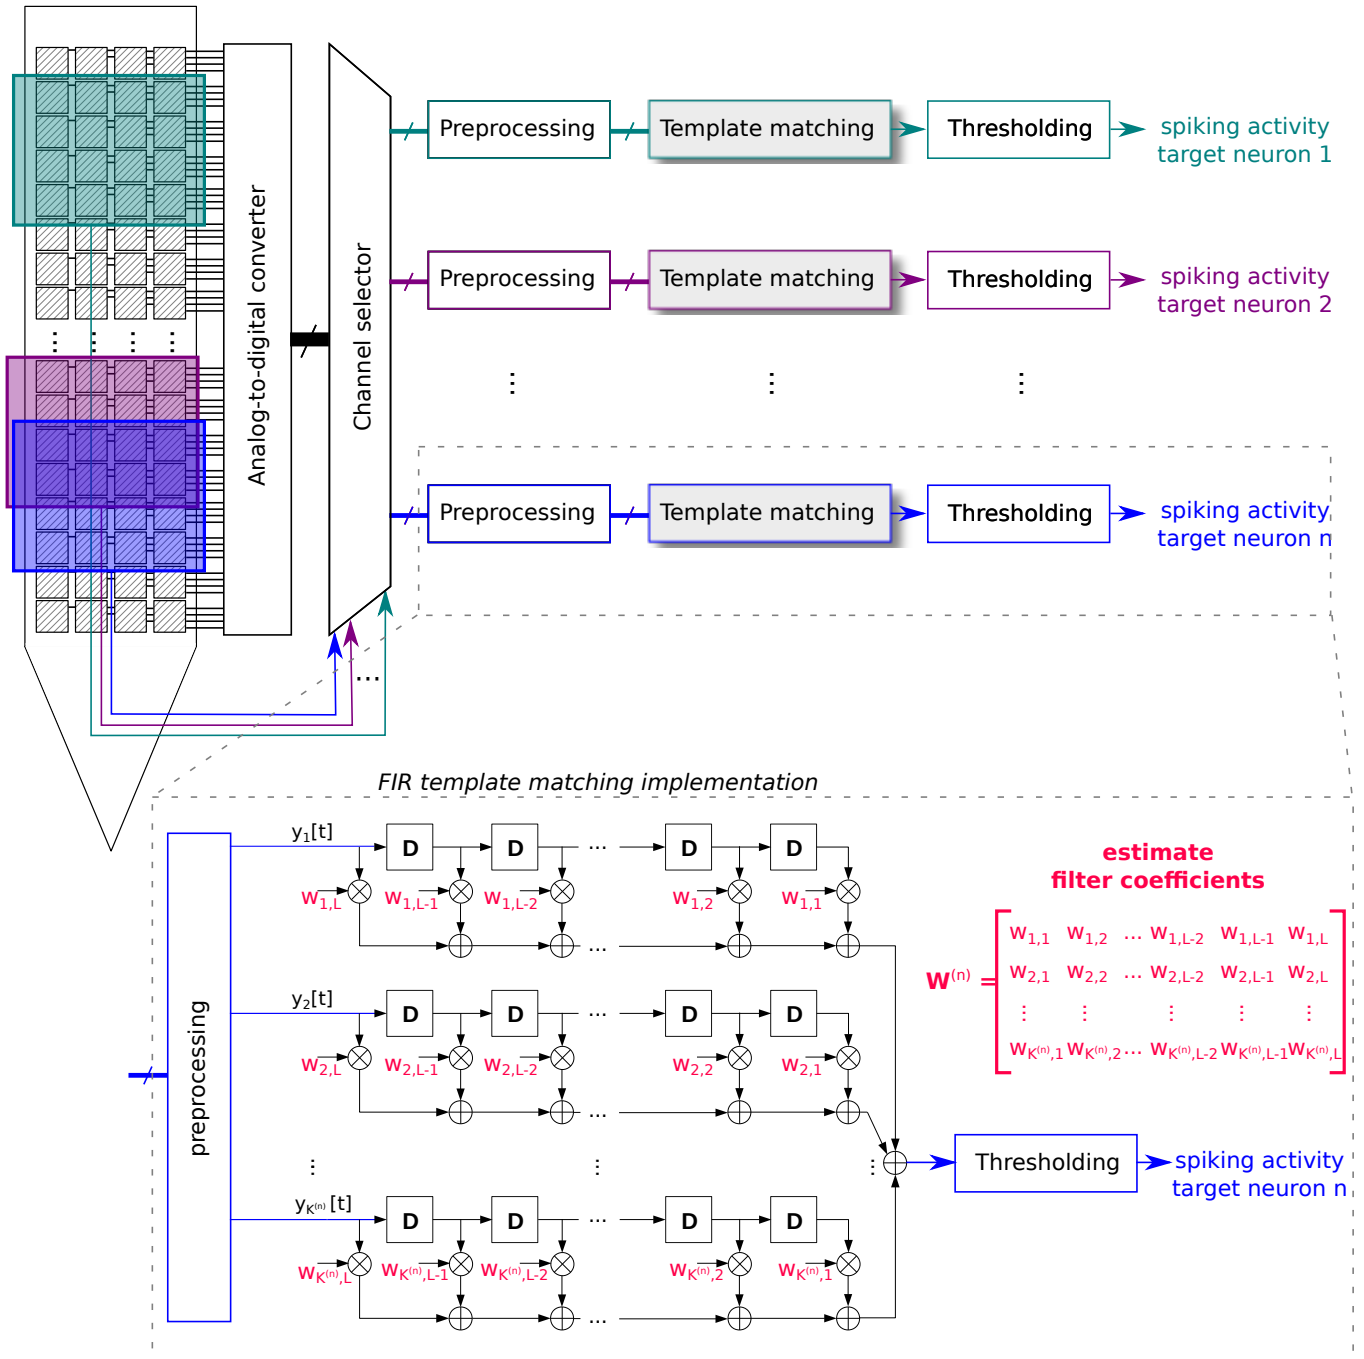 Analog-to-digital converter
Channel selector
Preprocessing
Template matching
Thresholding
spiking activity
target neuron 1
Preprocessing
Template matching
Thresholding
spiking activity
target neuron 2
⋮ ⋮ ⋮ ⋮
⋮ ⋮ ⋮
Preprocessing
Template matching
Thresholding
spiking activity
target neuron n
...
FIR template matching implementation
preprocessing
y1[t] D D ... D D
w1,L w1,L-1 w1,L-2 w1,2 w1,1
...
y2[t] D D ... D D
w2,L w2,L-1 w2,L-2 w2,2 w2,1
...
⋮ ⋮ ⋮
yK(n)[t] D D ... D D
wK(n),L wK(n),L-1 wK(n),L-2 wK(n),2 wK(n),1
...
estimate
filter coefficients
W(n) =
w1,1 w1,2 ... w1,L-2 w1,L-1 w1,L
w2,1 w2,2 ... w2,L-2 w2,L-1 w2,L
⋮ ⋮ ⋮ ⋮ ⋮
wK(n),1 wK(n),2 ... wK(n),L-2 wK(n),L-1 wK(n),L
Thresholding
spiking activity
target neuron n